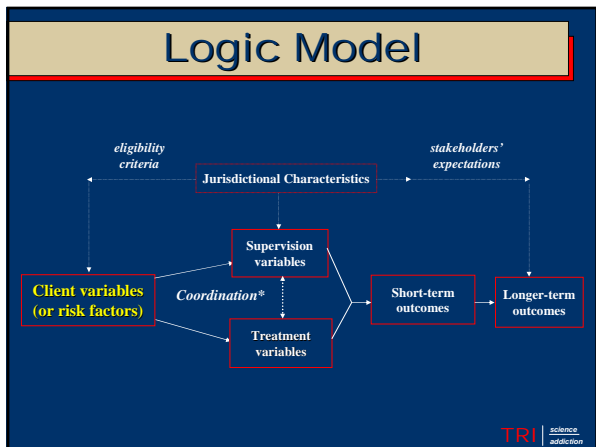 Logic Model
eligibility
criteria
stakeholders'
expectations
Jurisdictional Characteristics
Supervision
variables
Client variables
(or risk factors)
Coordination*
Short-term
outcomes
Longer-term
outcomes
Treatment
variables
TRI science
addiction